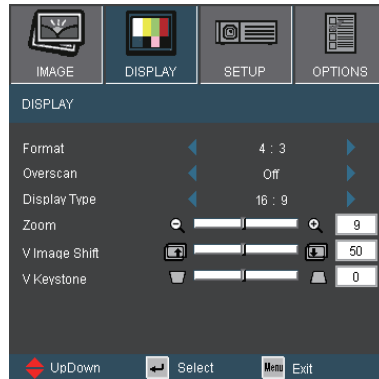 IMAGE DISPLAY SETUP OPTIONS
DISPLAY
Format 4 : 3
Overscan Off
Display Type 16 : 9
Zoom 9
V Image Shift 50
V Keystone 0
UpDown Select Menu Exit